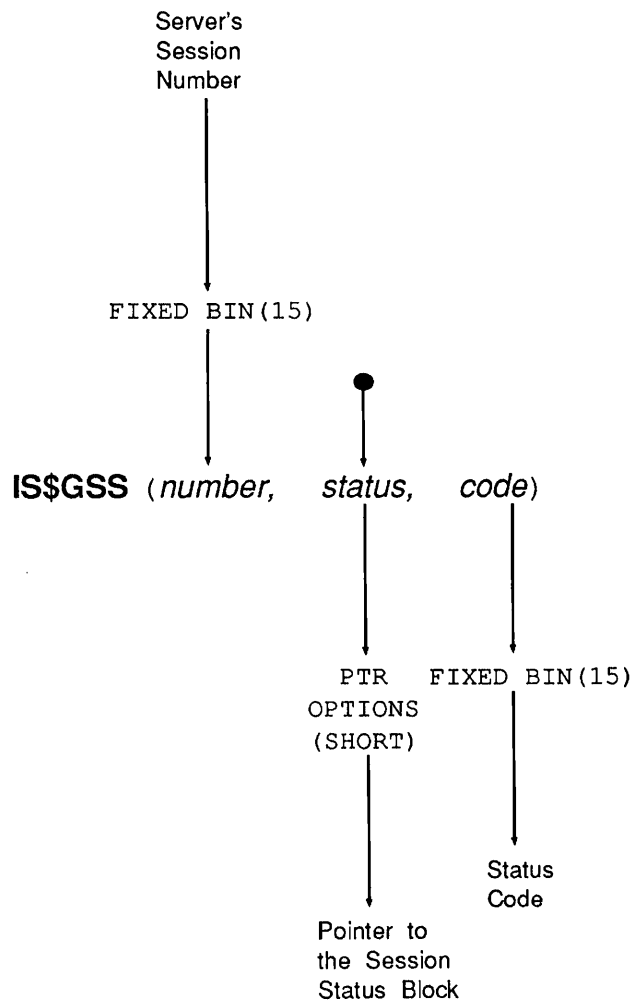 Server's
Session
Number
FIXED BIN(15)
IS$GSS (number, status, code)
PTR
OPTIONS
(SHORT)
FIXED BIN(15)
Status
Code
Pointer to
the Session
Status Block